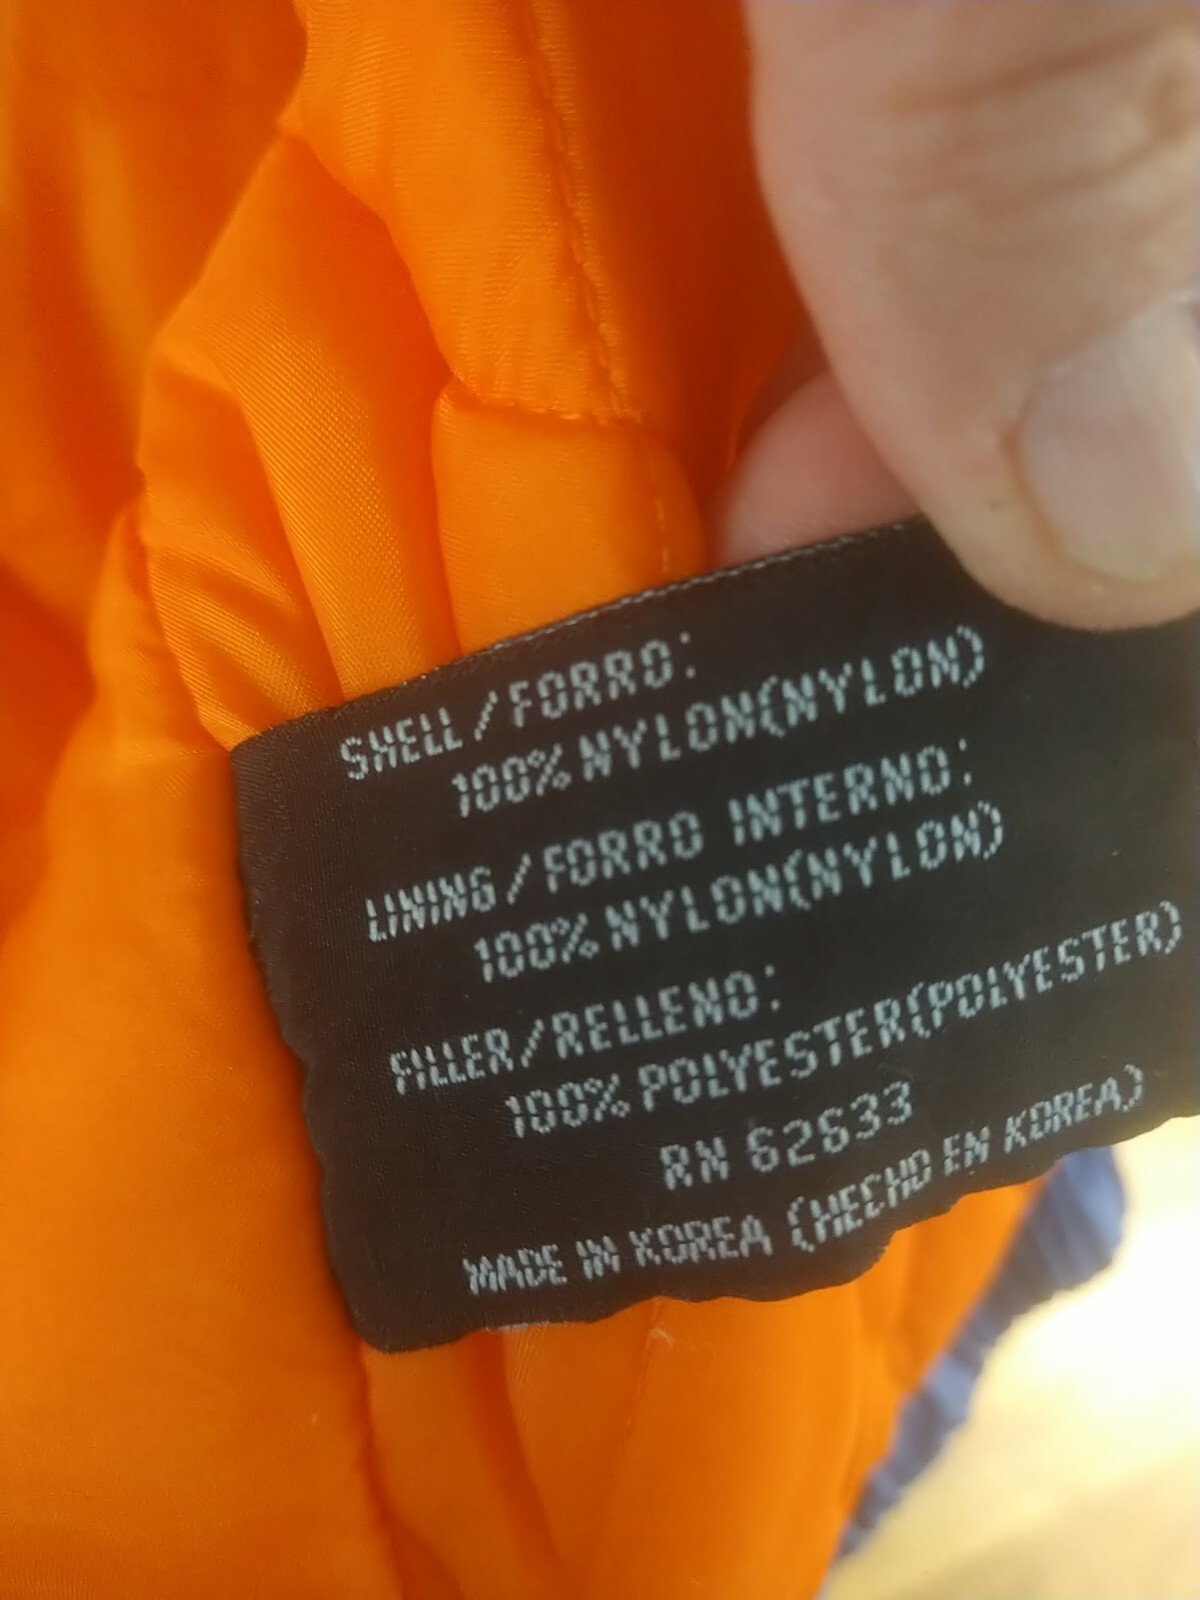 SHELL/FORRO:
100% NYLON(NYLON)
LINING/FORRO INTERNO:
100% NYLON(NYLON)
FILLER/RELLENO:
100% POLYESTER(POLYESTER)
RN 62633
MADE IN KOREA (HECHO EN KOREA)